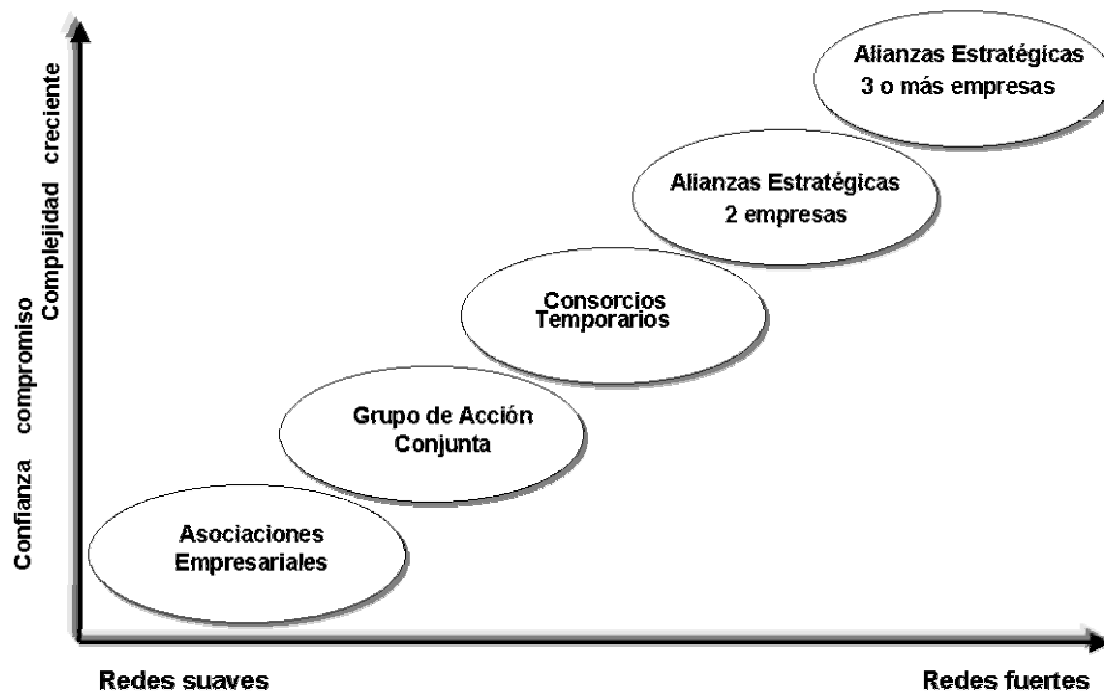 Alianzas Estratégicas
3 o más empresas
Alianzas Estratégicas
2 empresas
Consorcios
Temporarios
Grupo de Acción
Conjunta
Asociaciones
Empresariales
Complejidad creciente
Confianza compromiso
Redes suaves
Redes fuertes